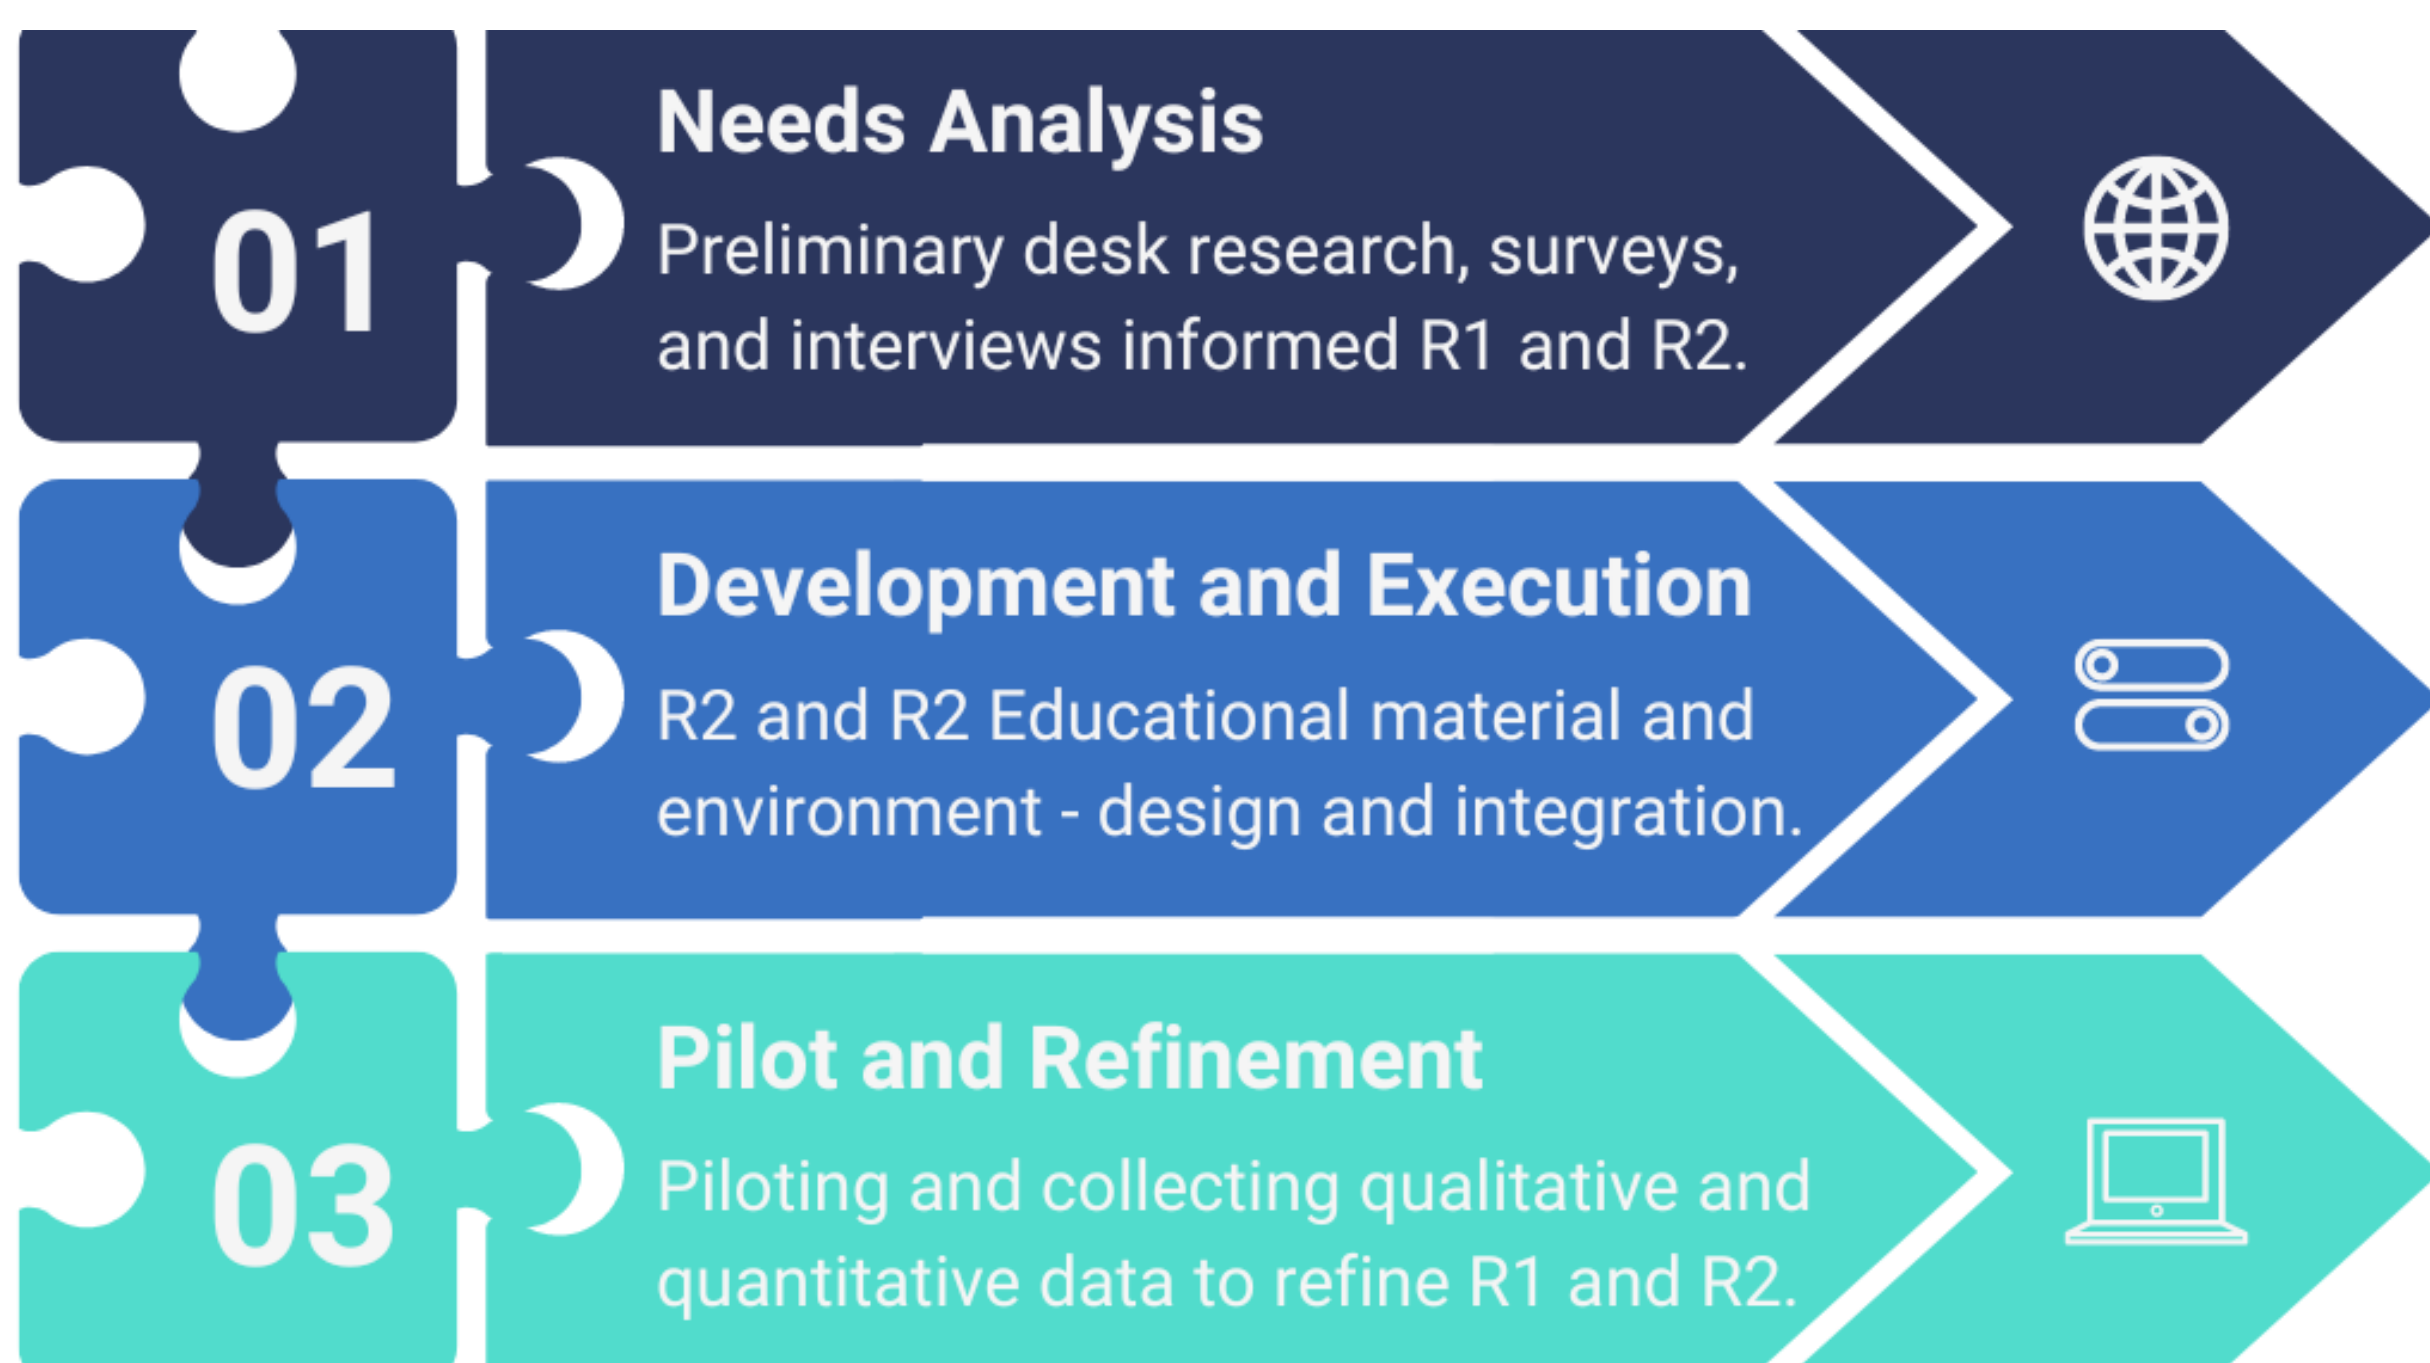 01
Needs Analysis
Preliminary desk research, surveys,
and interviews informed R1 and R2.
02
Development and Execution
R2 and R2 Educational material and
environment - design and integration.
03
Pilot and Refinement
Piloting and collecting qualitative and
quantitative data to refine R1 and R2.